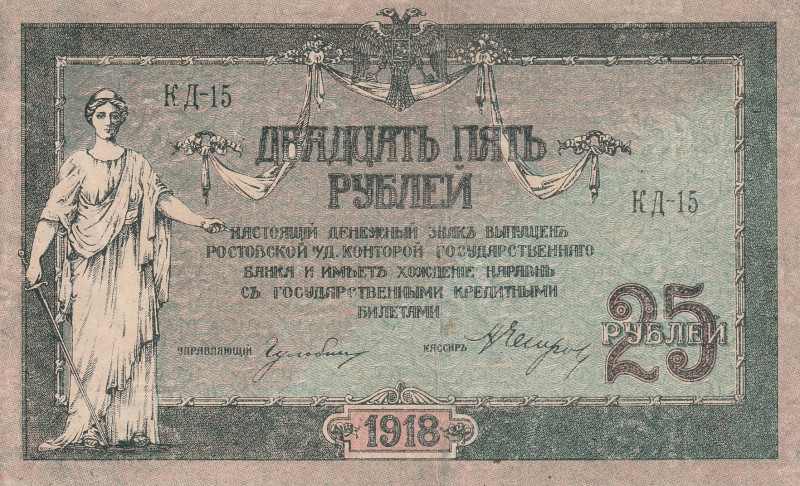 КД-15
ДВАДЦАТЬ ПЯТЬ
РУБЛЕЙ
КД-15
НАСТОЯЩІЙ ДЕНЕЖНЫЙ ЗНАКЪ ВЫПУЩЕНЪ
РОСТОВСКОЙ н/Д. КОНТОРОЙ ГОСУДАРСТВЕННАГО
БАНКА И ИМѢЕТЪ ХОЖДЕНІЕ НАРАВНѢ
СЪ ГОСУДАРСТВЕННЫМИ КРЕДИТНЫМИ
БИЛЕТАМИ
25
РУБЛЕЙ
УПРАВЛЯЮЩІЙ
КАССИРЪ
1918